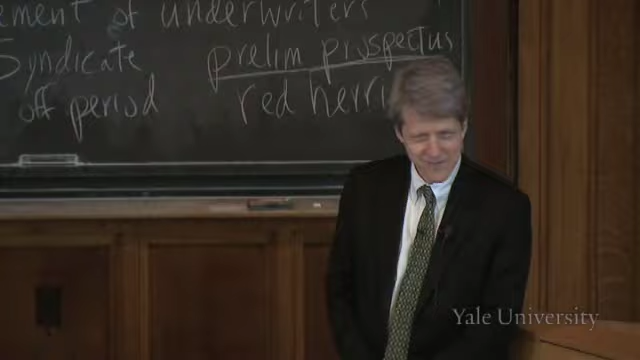 ement of underwriters
Syndicate prelim prospectus
off period red herri
Yale University